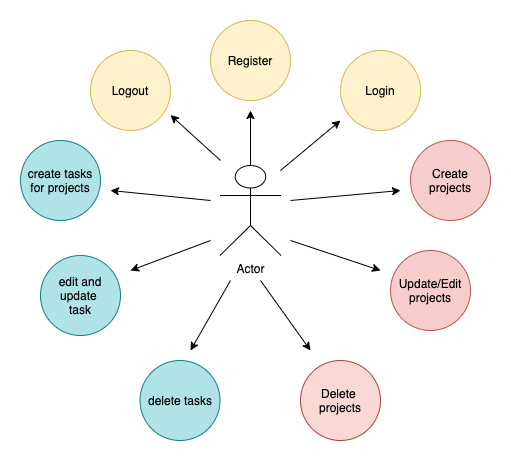 Register
Logout
Login
create tasks
for projects
Create
projects
edit and
update
task
Actor
Update/Edit
projects
delete tasks
Delete
projects